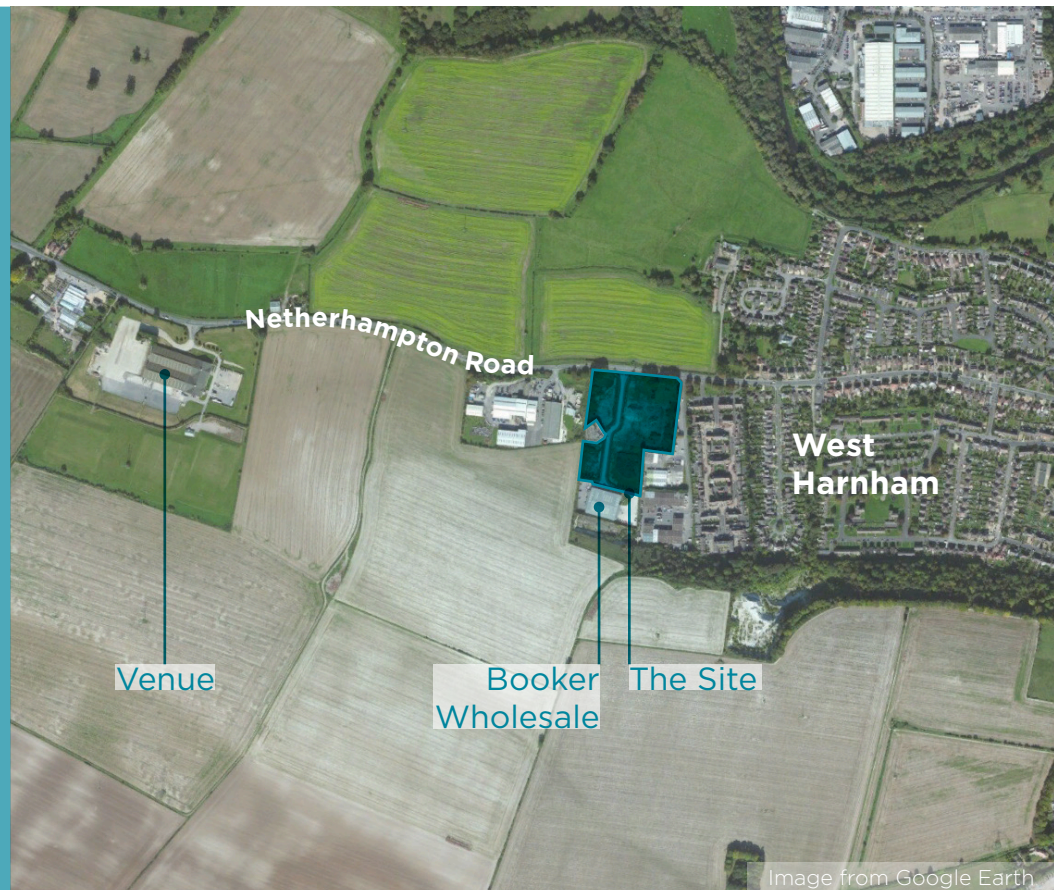 Netherhampton Road
West
Harnham
Venue
Booker
Wholesale
The Site
Image from Google Earth